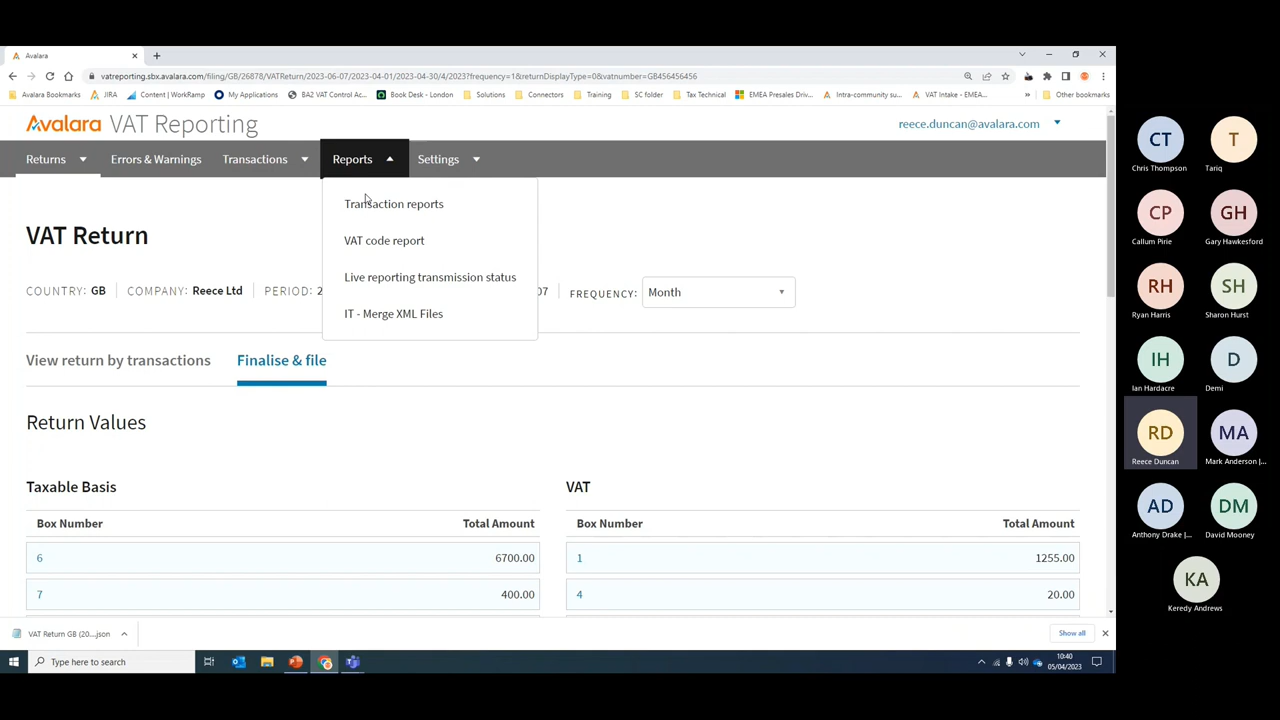 Avalara
vatreporting.sbx.avalara.com/filing/GB/26878/VATReturn/2023-06-07/2023-04-01/2023-04-30/4/2023?frequency=1&returnDisplayType=0&vatnumber=GB456456456
Avalara Bookmarks JIRA Content | WorkRamp My Applications BA2 VAT Control Ac... Book Desk - London Solutions Connectors Training SC folder Tax Technical EMEA Presales Driv... Intra-community su... VAT Intake - EMEA... » Other bookmarks
Avalara VAT Reporting
reece.duncan@avalara.com
Returns Errors & Warnings Transactions Reports Settings
Transaction reports
VAT code report
Live reporting transmission status
IT - Merge XML Files
VAT Return
COUNTRY: GB COMPANY: Reece Ltd PERIOD: 2 07 FREQUENCY: Month
View return by transactions Finalise & file
Return Values
Taxable Basis VAT
Box Number Total Amount Box Number Total Amount
6 6700.00 1 1255.00
7 400.00 4 20.00
VAT Return GB (20....json
Show all
Type here to search
10:40
05/04/2023
CT T
Chris Thompson Tariq
CP GH
Callum Pirie Gary Hawkesford
RH SH
Ryan Harris Sharon Hurst
IH D
Ian Hardacre Demi
RD MA
Reece Duncan Mark Anderson |...
AD DM
Anthony Drake |... David Mooney
KA
Keredy Andrews